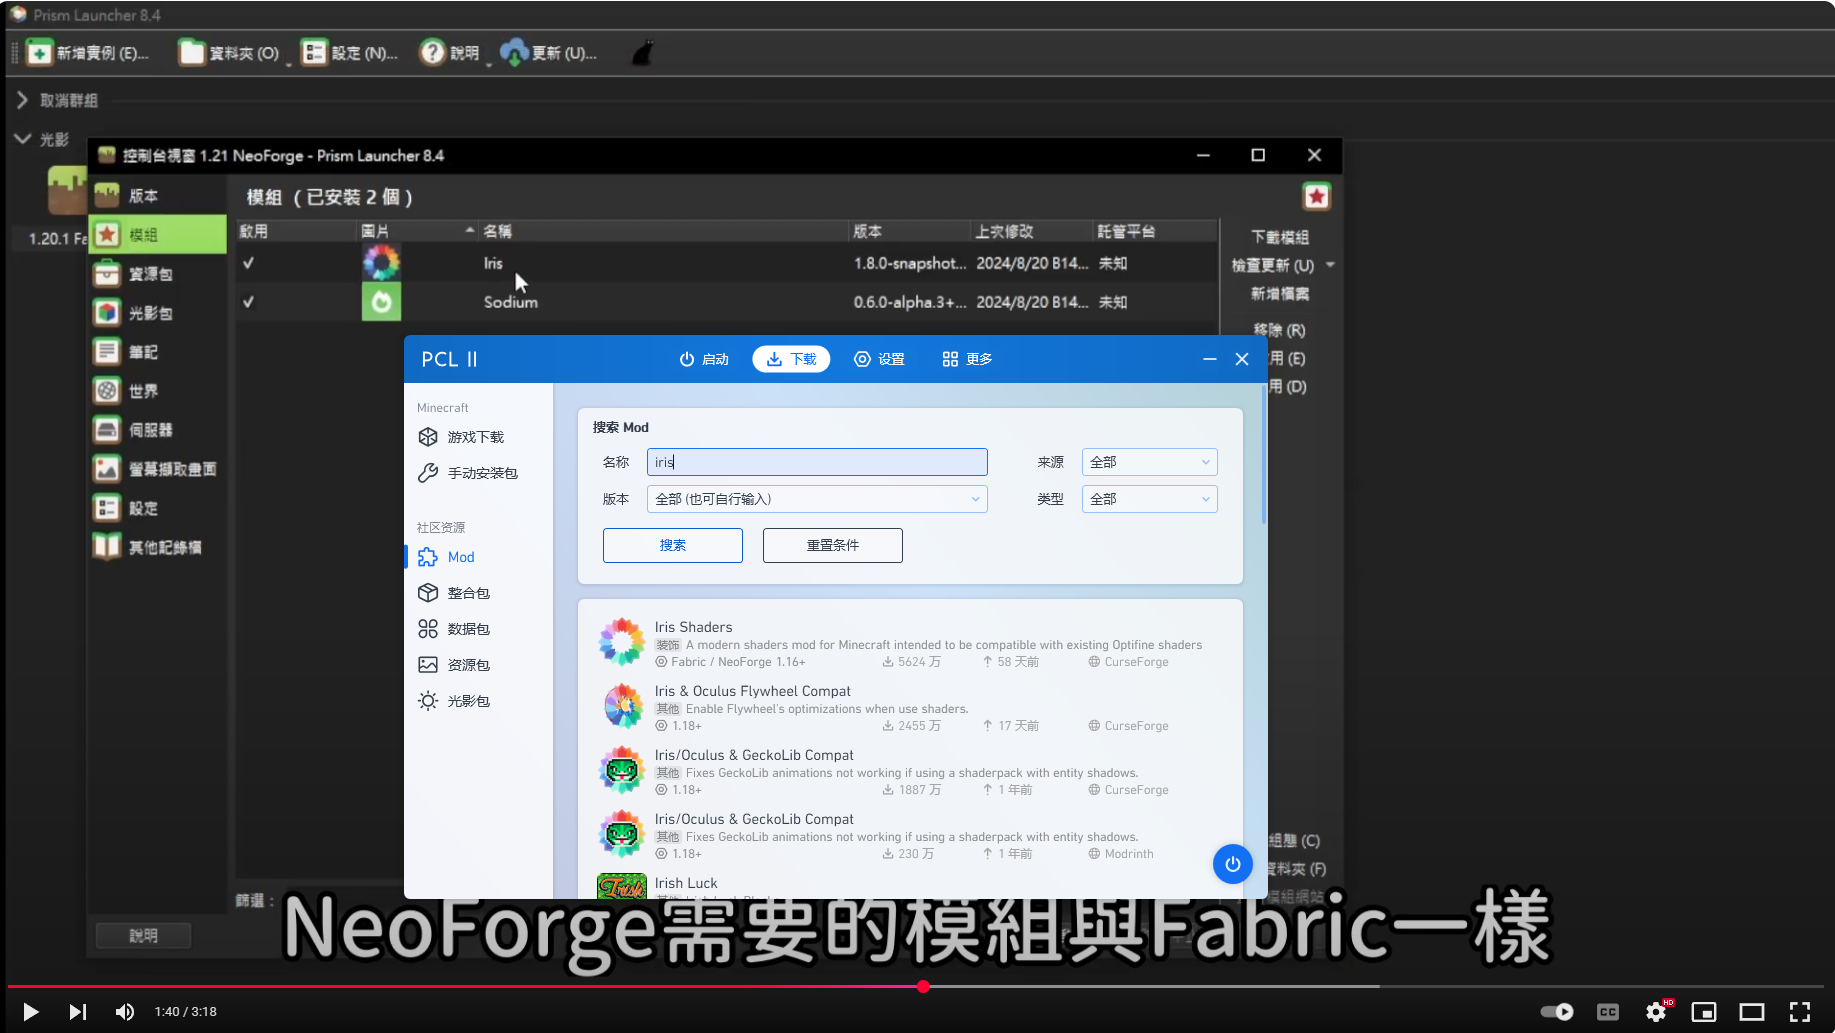 Prism Launcher 8.4
新增實例 (E)...
資料夾 (O)
設定 (N)...
說明
更新 (U)...
取消群組
光影
1.20.1 Fa
控制台視窗 1.21 NeoForge - Prism Launcher 8.4
版本
模組
資源包
光影包
筆記
世界
伺服器
螢幕擷取畫面
設定
其他記錄檔
說明
模組 (已安裝 2 個)
啟用
圖片
名稱
版本
上次修改
託管平台
Iris
1.8.0-snapshot...
2024/8/20 B14...
未知
Sodium
0.6.0-alpha.3+...
2024/8/20 B14...
未知
下載模組
檢查更新 (U)
新增檔案
移除 (R)
用 (E)
用 (D)
組態 (C)
資料夾 (F)
模組網站
篩選：
PCL II
启动
下载
设置
更多
Minecraft
游戏下载
手动安装包
社区资源
Mod
整合包
数据包
资源包
光影包
搜索 Mod
名称
iris
来源
全部
版本
全部 (也可自行输入)
类型
全部
搜索
重置条件
Iris Shaders
装饰 A modern shaders mod for Minecraft intended to be compatible with existing Optifine shaders
Fabric / NeoForge 1.16+
5624 万
58 天前
CurseForge
Iris & Oculus Flywheel Compat
其他 Enable Flywheel's optimizations when use shaders.
1.18+
2455 万
17 天前
CurseForge
Iris/Oculus & GeckoLib Compat
其他 Fixes GeckoLib animations not working if using a shaderpack with entity shadows.
1.18+
1887 万
1 年前
CurseForge
Iris/Oculus & GeckoLib Compat
其他 Fixes GeckoLib animations not working if using a shaderpack with entity shadows.
1.18+
230 万
1 年前
Modrinth
Irish Luck
NeoForge需要的模組與Fabric一樣
1:40 / 3:18
CC
HD